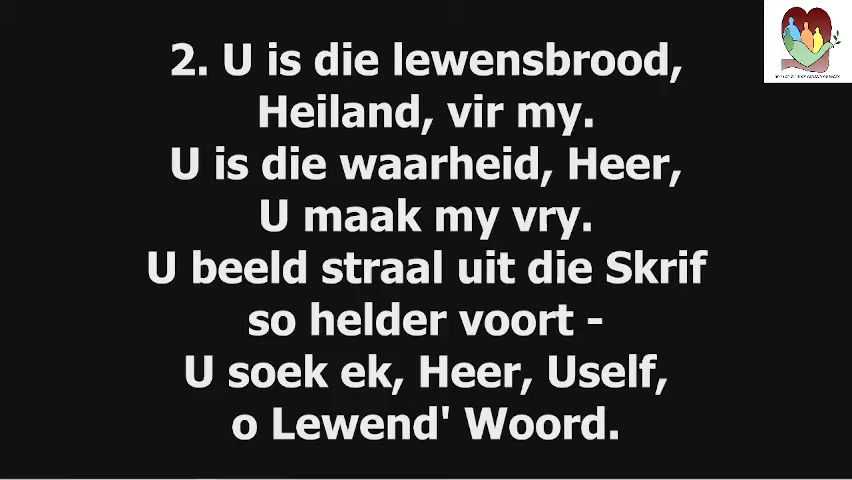 2. U is die lewensbrood,
Heiland, vir my.
U is die waarheid, Heer,
U maak my vry.
U beeld straal uit die Skrif
so helder voort -
U soek ek, Heer, Uself,
o Lewend' Woord.